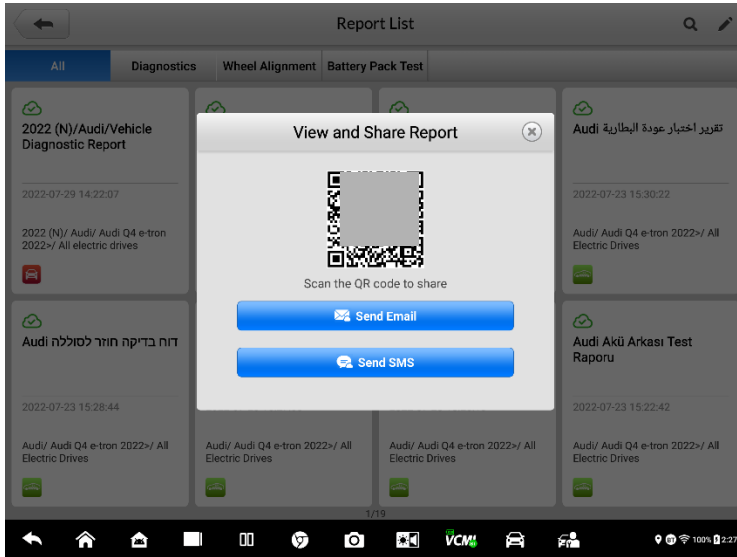 Report List
All
Diagnostics
Wheel Alignment
Battery Pack Test
2022 (N)/Audi/Vehicle
Diagnostic Report
2022-07-29 14:22:07
2022 (N)/ Audi/ Audi Q4 e-tron
2022>/ All electric drives
تقرير اختبار عودة البطارية Audi
2022-07-23 15:30:22
Audi/ Audi Q4 e-tron 2022>/ All
Electric Drives
View and Share Report
Scan the QR code to share
Send Email
Send SMS
דוח בדיקה חוזר לסוללה Audi
2022-07-23 15:28:44
Audi/ Audi Q4 e-tron 2022>/ All
Electric Drives
Audi/ Audi Q4 e-tron 2022>/ All
Electric Drives
Audi/ Audi Q4 e-tron 2022>/ All
Electric Drives
Audi Akü Arkası Test
Raporu
2022-07-23 15:22:42
Audi/ Audi Q4 e-tron 2022>/ All
Electric Drives
1/19
VCMI
100%
2:27